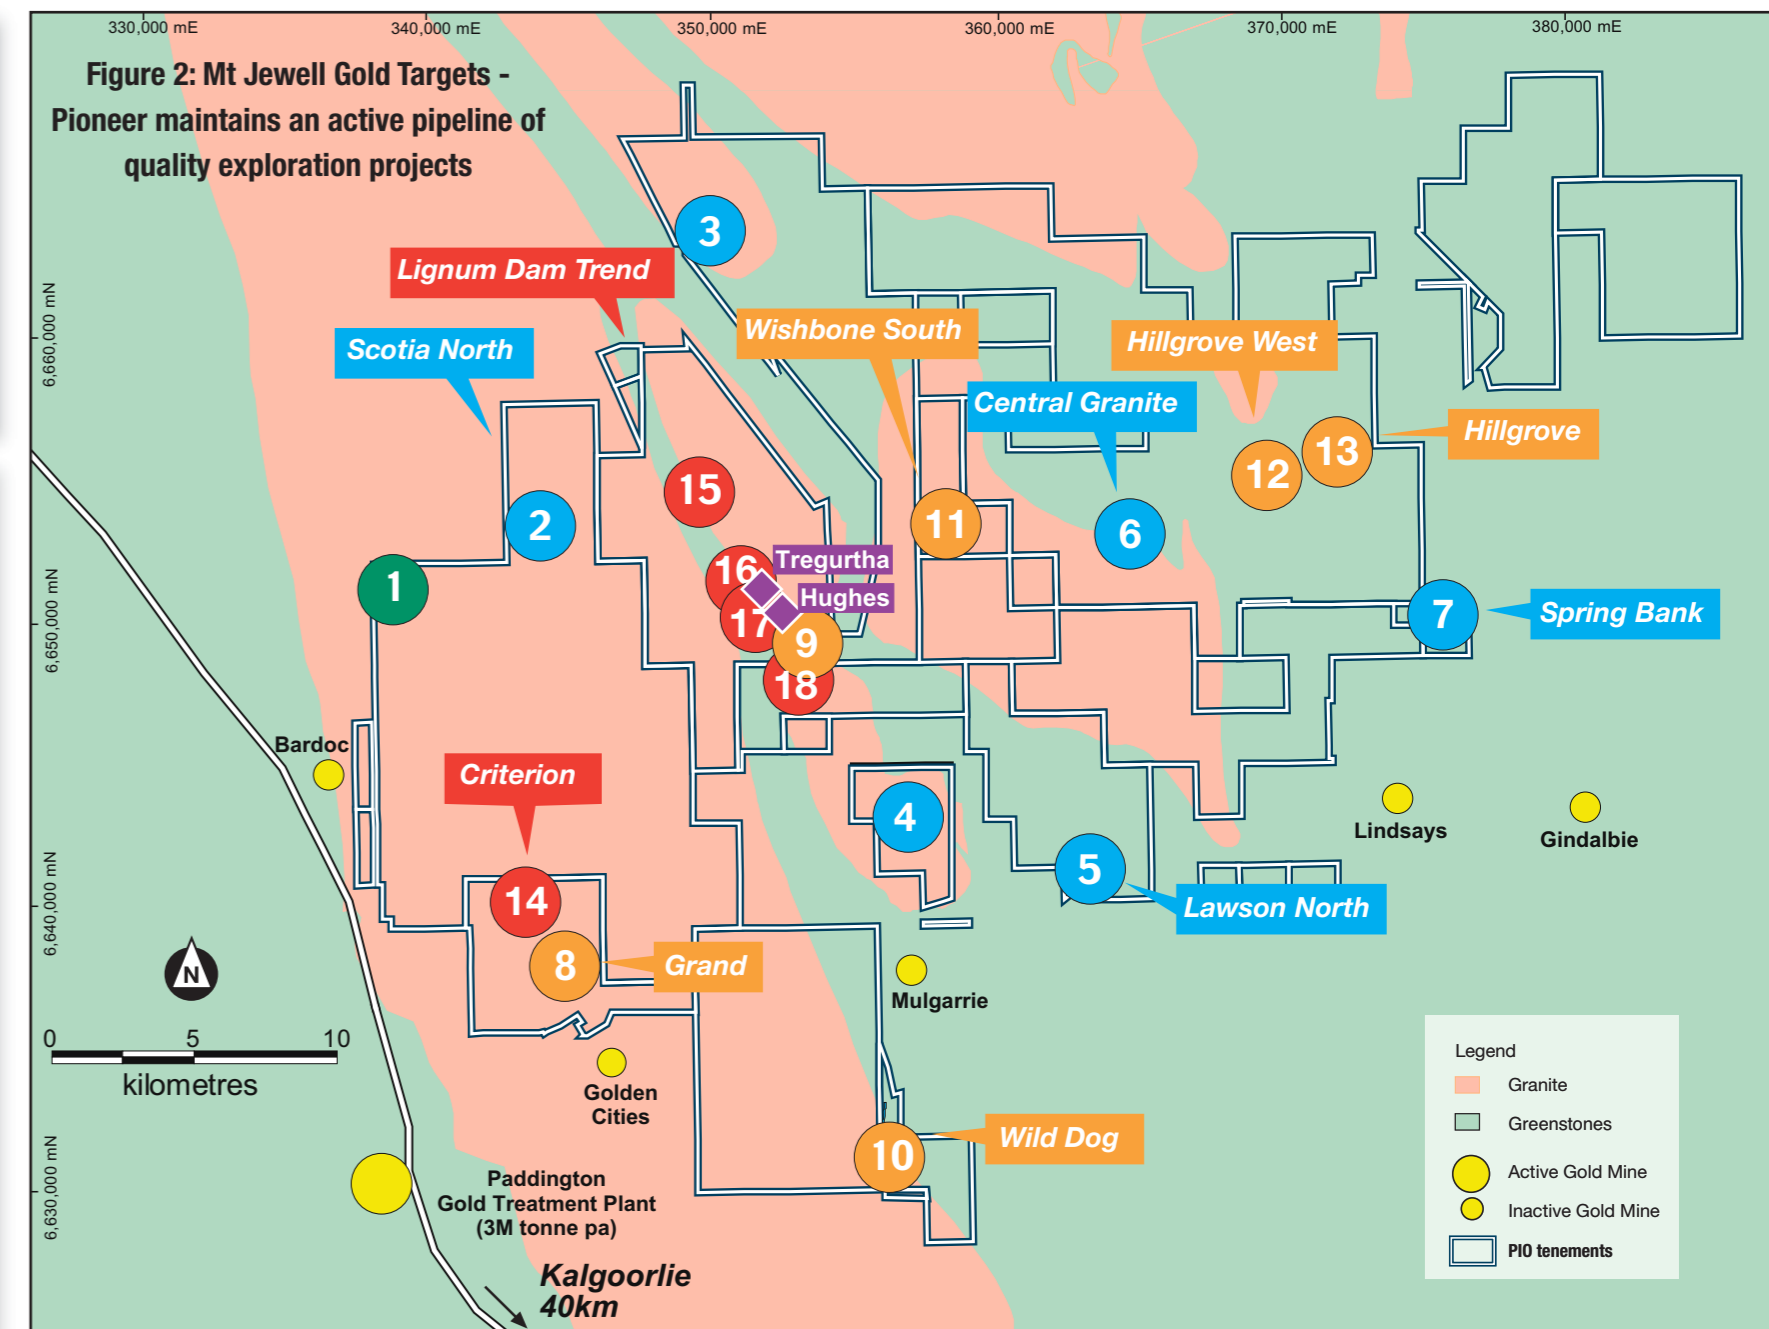 330,000 mE
340,000 mE
350,000 mE
360,000 mE
370,000 mE
380,000 mE
Figure 2: Mt Jewell Gold Targets -
Pioneer maintains an active pipeline of
quality exploration projects
3
Lignum Dam Trend
6,660,000 mN
Scotia North
Wishbone South
Hillgrove West
Central Granite
Hillgrove
13
12
15
2
11
6
Tregurtha
16
1
Hughes
6,650,000 mN
17
9
7
Spring Bank
18
Bardoc
Criterion
4
Lindsays
Gindalbie
5
14
Lawson North
6,640,000 mN
8
Grand
N
Mulgarrie
0
5
10
kilometres
Golden
Cities
Legend
Granite
Greenstones
Active Gold Mine
Inactive Gold Mine
PIO tenements
10
Wild Dog
6,630,000 mN
Paddington
Gold Treatment Plant
(3M tonne pa)
Kalgoorlie
40km